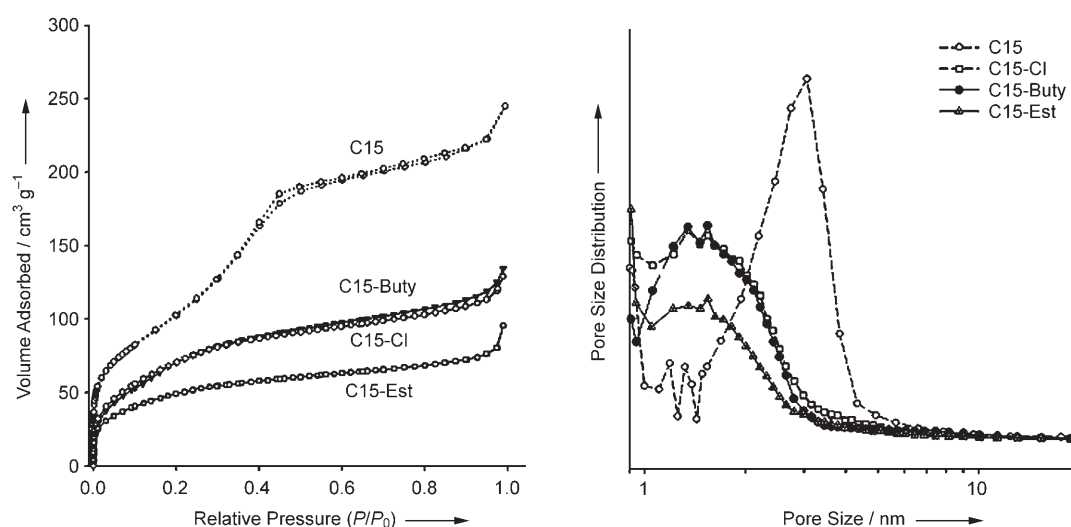 300
250
200
150
100
50
0
Volume Adsorbed / cm³ g⁻¹
C15
C15-Buty
C15-Cl
C15-Est
0.0 0.2 0.4 0.6 0.8 1.0
Relative Pressure (P/P₀)
Pore Size Distribution
C15
C15-Cl
C15-Buty
C15-Est
1 10
Pore Size / nm